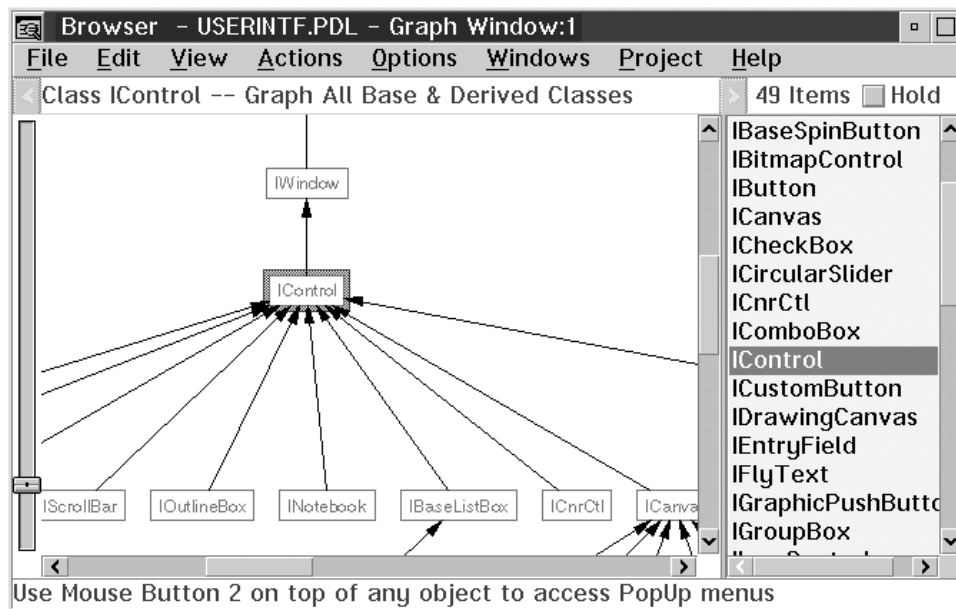 Browser - USERINTF.PDL - Graph Window:1
File Edit View Actions Options Windows Project Help
Class IControl -- Graph All Base & Derived Classes
49 Items Hold
IWindow
IControl
IScrollBar IOutlineBox INotebook IBaseListBox ICnrCtl ICanva
IBaseSpinButton
IBitmapControl
IButton
ICanvas
ICheckBox
ICircularSlider
ICnrCtl
IComboBox
IControl
ICustomButton
IDrawingCanvas
IEntryField
IFlyText
IGraphicPushButto
IGroupBox
Use Mouse Button 2 on top of any object to access PopUp menus